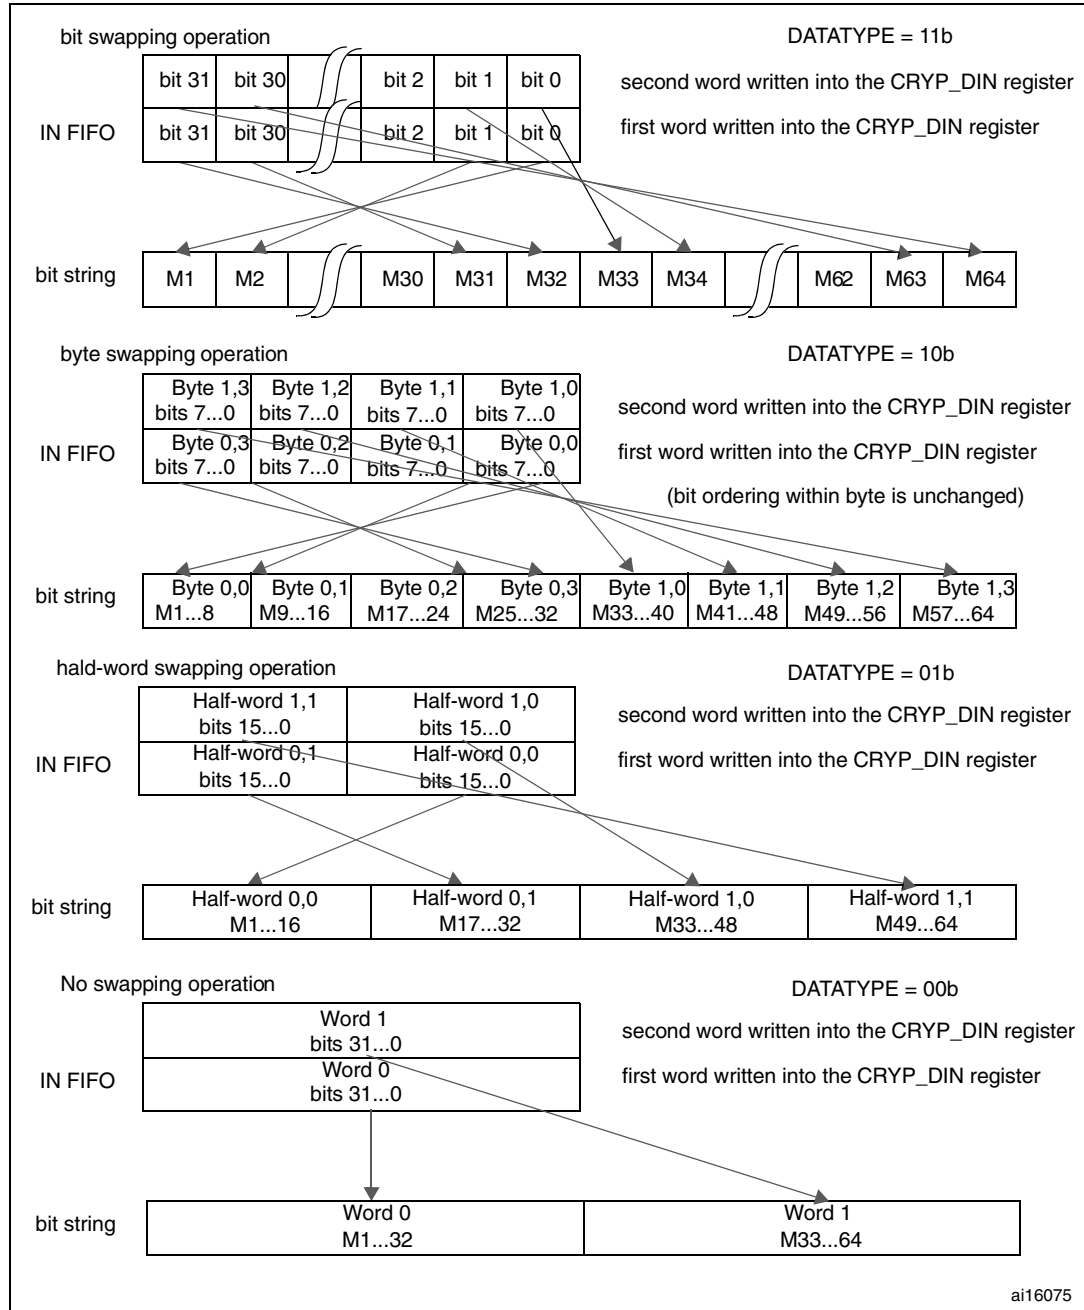 bit swapping operation DATATYPE = 11b
bit 31 bit 30 bit 2 bit 1 bit 0 second word written into the CRYP_DIN register
IN FIFO bit 31 bit 30 bit 2 bit 1 bit 0 first word written into the CRYP_DIN register
bit string M1 M2 M30 M31 M32 M33 M34 M62 M63 M64
byte swapping operation DATATYPE = 10b
Byte 1,3 Byte 1,2 Byte 1,1 Byte 1,0
bits 7...0 bits 7...0 bits 7...0 bits 7...0 second word written into the CRYP_DIN register
IN FIFO Byte 0,3 Byte 0,2 Byte 0,1 Byte 0,0 first word written into the CRYP_DIN register
bits 7...0 bits 7...0 bits 7...0 bits 7...0
(bit ordering within byte is unchanged)
bit string Byte 0,0 Byte 0,1 Byte 0,2 Byte 0,3 Byte 1,0 Byte 1,1 Byte 1,2 Byte 1,3
M1...8 M9...16 M17...24 M25...32 M33...40 M41...48 M49...56 M57...64
hald-word swapping operation DATATYPE = 01b
Half-word 1,1 Half-word 1,0
bits 15...0 bits 15...0 second word written into the CRYP_DIN register
IN FIFO Half-word 0,1 Half-word 0,0 first word written into the CRYP_DIN register
bits 15...0 bits 15...0
bit string Half-word 0,0 Half-word 0,1 Half-word 1,0 Half-word 1,1
M1...16 M17...32 M33...48 M49...64
No swapping operation DATATYPE = 00b
Word 1
bits 31...0 second word written into the CRYP_DIN register
IN FIFO Word 0 first word written into the CRYP_DIN register
bits 31...0
bit string Word 0 Word 1
M1...32 M33...64
ai16075